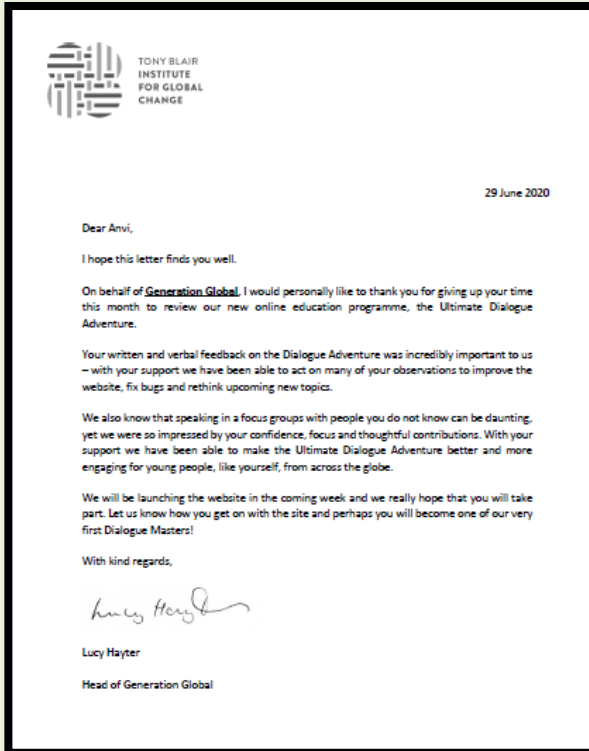 TONY BLAIR
INSTITUTE
FOR GLOBAL
CHANGE
29 June 2020
Dear Anvi,
I hope this letter finds you well.
On behalf of Generation Global, I would personally like to thank you for giving up your time
this month to review our new online education programme, the Ultimate Dialogue
Adventure.
Your written and verbal feedback on the Dialogue Adventure was incredibly important to us
– with your support we have been able to act on many of your observations to improve the
website, fix bugs and rethink upcoming new topics.
We also know that speaking in a focus groups with people you do not know can be daunting,
yet we were so impressed by your confidence, focus and thoughtful contributions. With your
support we have been able to make the Ultimate Dialogue Adventure better and more
engaging for young people, like yourself, from across the globe.
We will be launching the website in the coming week and we really hope that you will take
part. Let us know how you get on with the site and perhaps you will become one of our very
first Dialogue Masters!
With kind regards,
Lucy Hayter
Lucy Hayter
Head of Generation Global